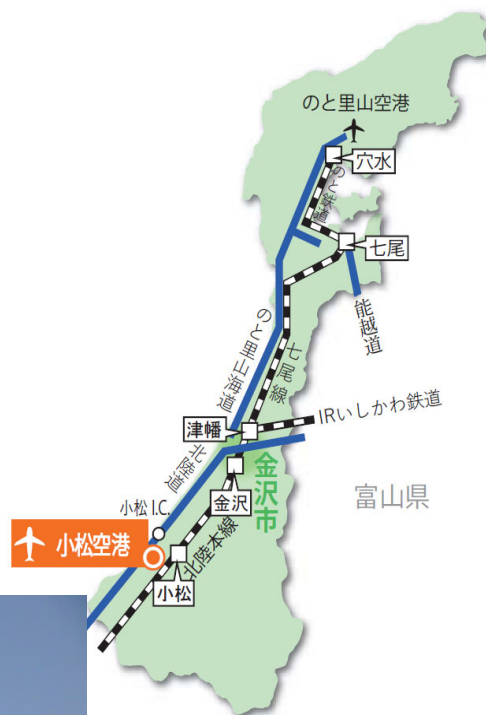 のと里山空港
穴水
のと鉄道
七尾
能越道
のと里山海道
七尾線
IRいしかわ鉄道
津幡
北陸道
金沢市
金沢
富山県
小松 I.C.
小松空港
北陸本線
小松